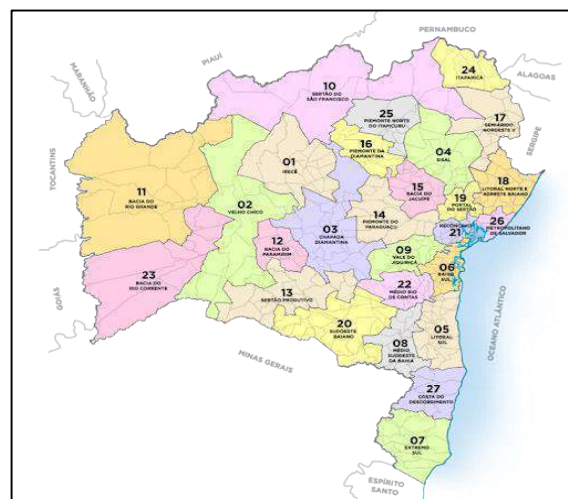 PERNAMBUCO
PIAUÍ
MARANHÃO
ALAGOAS
24
ITAPARICA
10
SERTÃO DO
SÃO FRANCISCO
25
PIEMONTE NORTE
DO ITAPICURU
17
SEMIÁRIDO
NORDESTE II
SERGIPE
16
PIEMONTE DA
DIAMANTINA
04
SISAL
01
IRECÊ
TOCANTINS
11
BACIA DO
RIO GRANDE
02
VELHO CHICO
15
BACIA DO
JACUÍPE
18
LITORAL NORTE E
AGRESTE BAIANO
19
PORTAL
DO SERTÃO
14
PIEMONTE DO
PARAGUAÇU
03
CHAPADA
DIAMANTINA
RECÔNCAVO
21
26
METROPOLITANO
DE SALVADOR
12
BACIA DO
PARAMIRIM
09
VALE DO
JIQUIRIÇÁ
06
BAIXO
SUL
23
BACIA DO
RIO CORRENTE
13
SERTÃO PRODUTIVO
22
MÉDIO RIO
DE CONTAS
GOIÁS
20
SUDOESTE
BAIANO
05
LITORAL
SUL
08
MÉDIO
SUDOESTE
DA BAHIA
OCEANO ATLÂNTICO
MINAS GERAIS
27
COSTA DO
DESCOBRIMENTO
07
EXTREMO
SUL
ESPÍRITO
SANTO